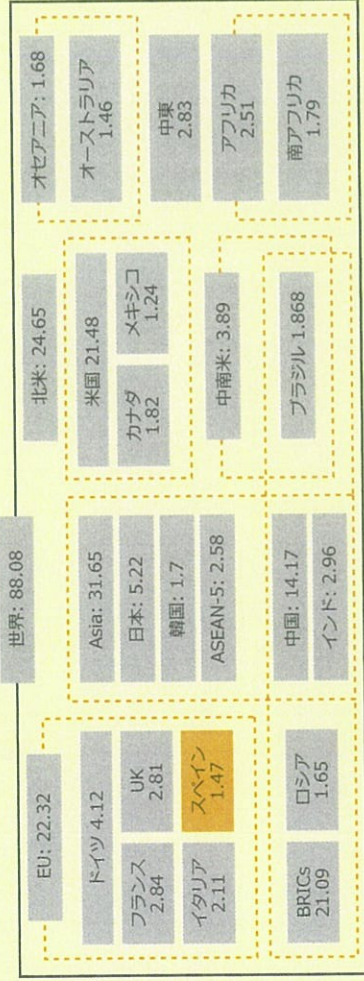 世界: 88.08
EU: 22.32
ドイツ 4.12
フランス
2.84
UK
2.81
イタリア
2.11
スペイン
1.47
BRICs
21.09
ロシア
1.65
Asia: 31.65
日本: 5.22
韓国: 1.7
ASEAN-5; 2.58
中国: 14.17
インド: 2.96
北米: 24.65
米国 21.48
カナダ
1.82
メキシコ
1.24
中南米: 3.89
ブラジル 1.868
オセアニア: 1.68
オーストラリア
1.46
中東
2.83
アフリカ
2.51
南アフリカ
1.79